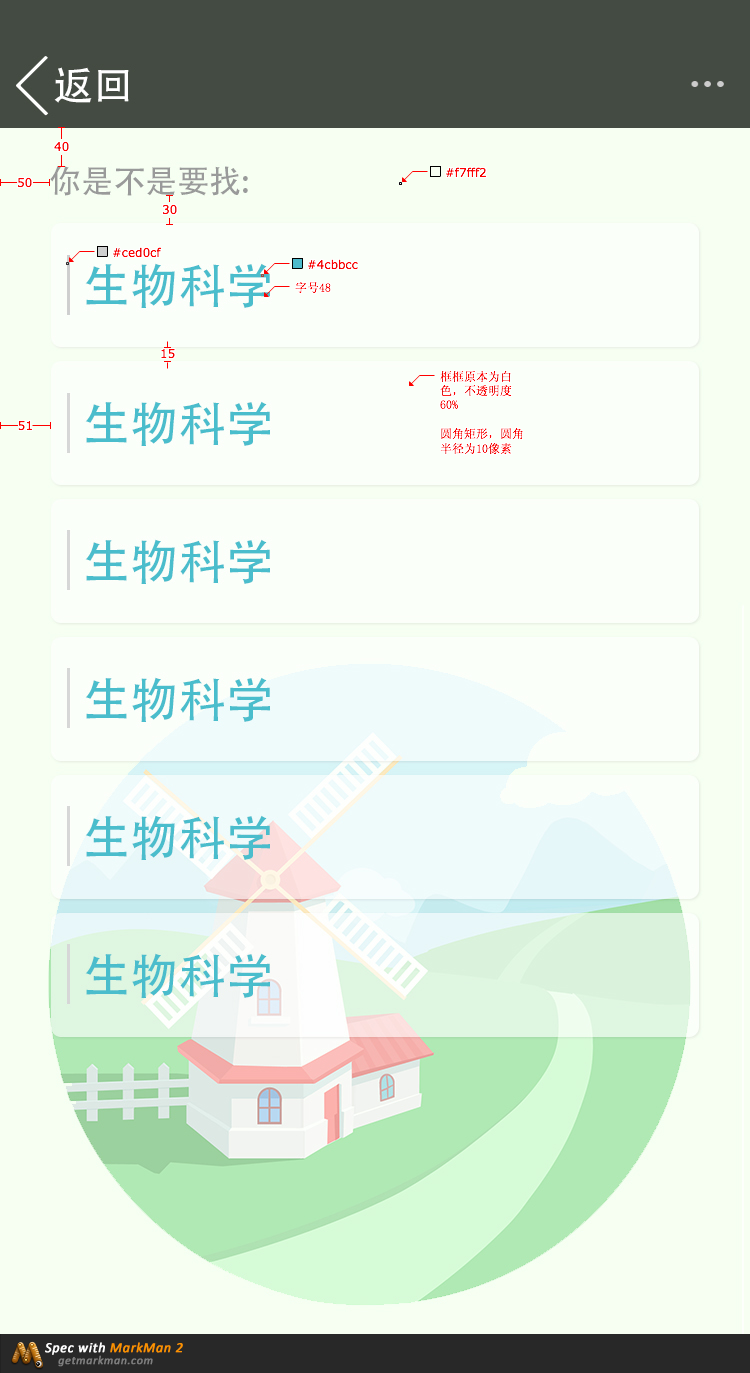 返回
40
50
你是不是要找:
#f7fff2
30
#ced0cf
#4cbbcc
生物科学
字号48
15
框框原本为白
色，不透明度
60%
圆角矩形，圆角
半径为10像素
51
生物科学
生物科学
生物科学
生物科学
生物科学
Spec with MarkMan 2
getmarkman.com